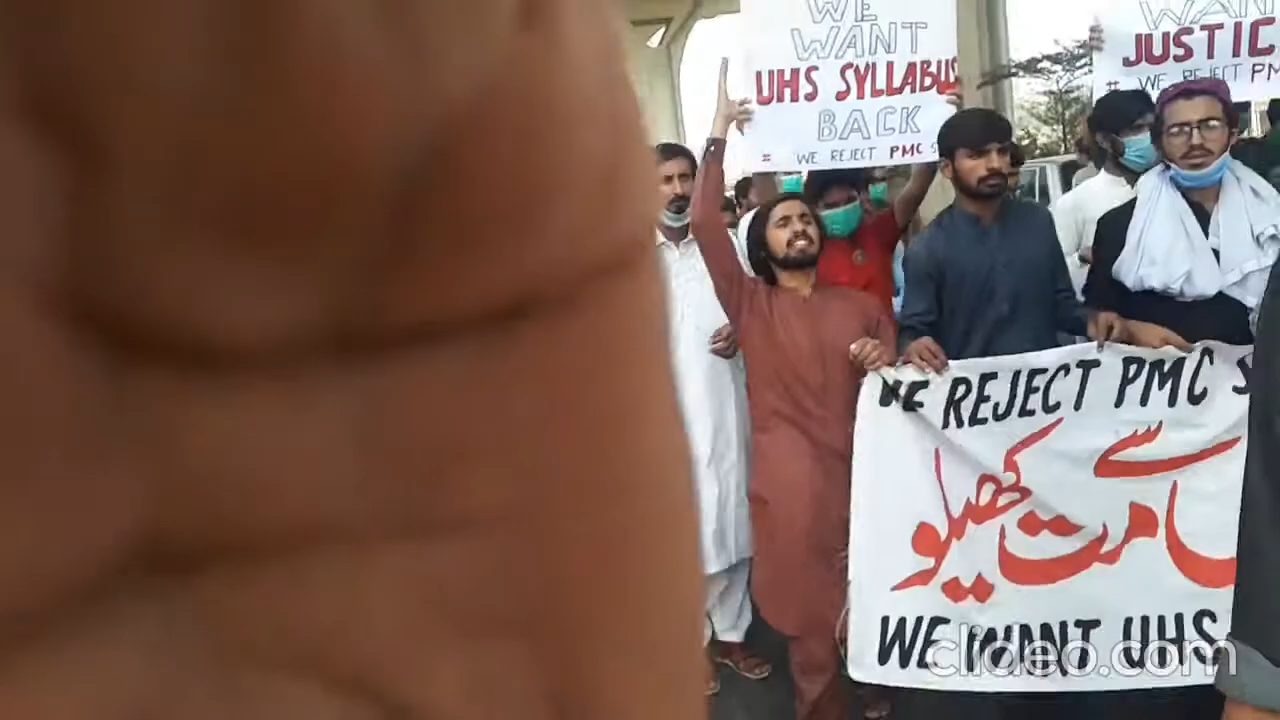 WE
WANT
UHS SYLLABUS
BACK
# WE REJECT PMC S
WANT
JUSTIC
# WE REJECT PM
WE REJECT PMC S
سے مت کھیلو
WE WANT UHS
clideo.com